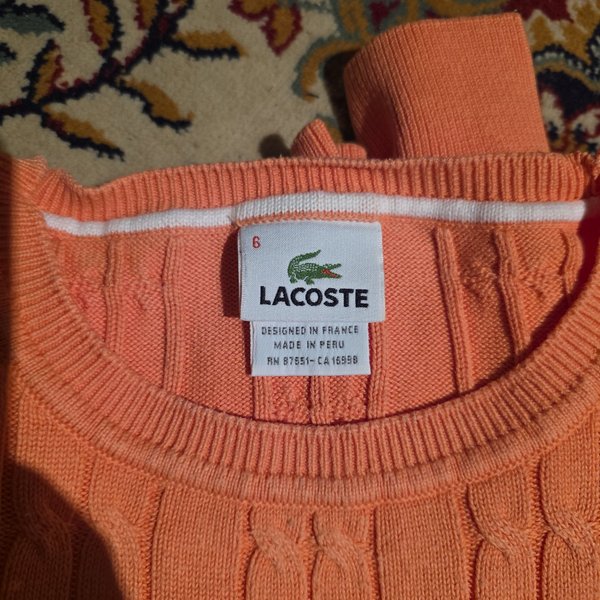 6
LACOSTE
DESIGNED IN FRANCE
MADE IN PERU
RN 87651-CA 16998